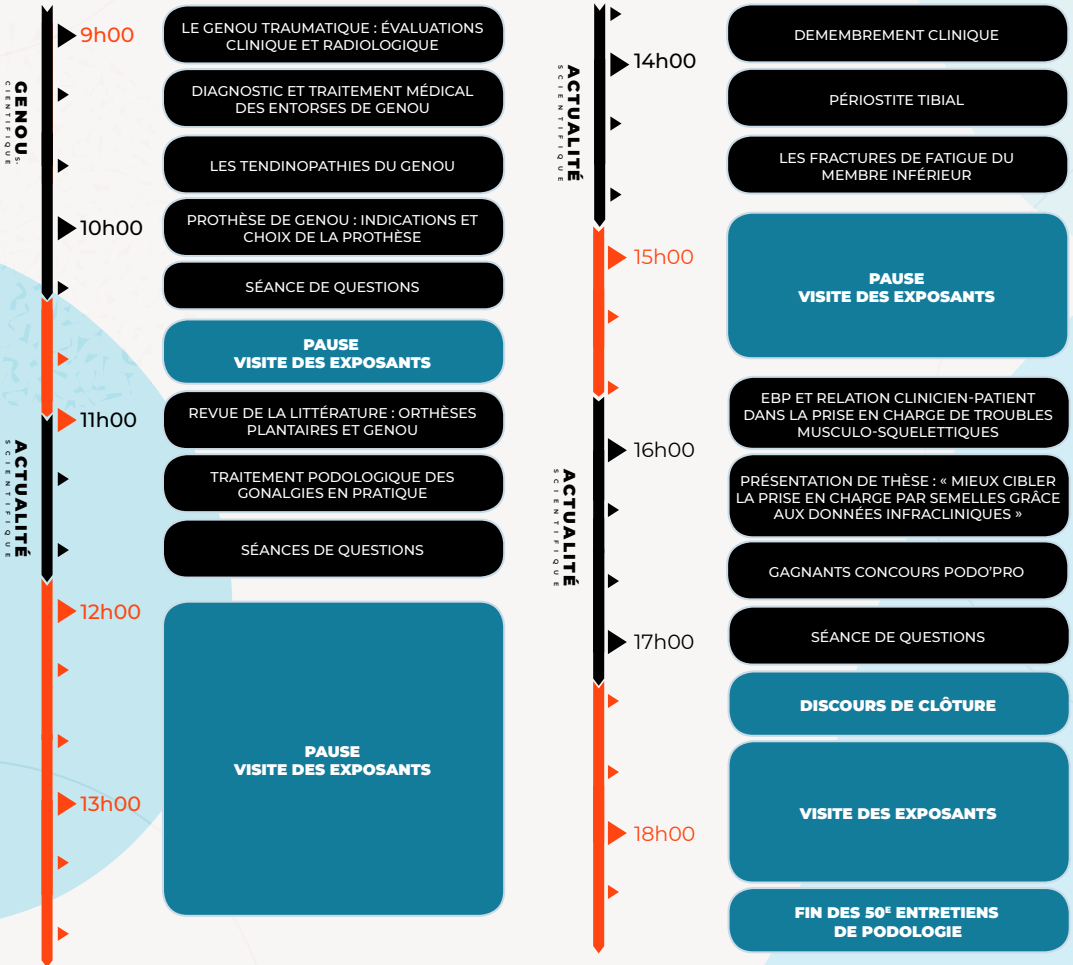 GENOU
S-
CIENTIFIQUE
9h00
LE GENOU TRAUMATIQUE : ÉVALUATIONS
CLINIQUE ET RADIOLOGIQUE
DIAGNOSTIC ET TRAITEMENT MÉDICAL
DES ENTORSES DE GENOU
LES TENDINOPATHIES DU GENOU
10h00
PROTHÈSE DE GENOU : INDICATIONS ET
CHOIX DE LA PROTHÈSE
SÉANCE DE QUESTIONS
PAUSE
VISITE DES EXPOSANTS
ACTUALITÉ
SCIENTIFIQUE
11h00
REVUE DE LA LITTÉRATURE : ORTHÈSES
PLANTAIRES ET GENOU
TRAITEMENT PODOLOGIQUE DES
GONALGIES EN PRATIQUE
SÉANCES DE QUESTIONS
12h00
PAUSE
VISITE DES EXPOSANTS
13h00
ACTUALITÉ
SCIENTIFIQUE
DEMEMBREMENT CLINIQUE
14h00
PÉRIOSTITE TIBIAL
LES FRACTURES DE FATIGUE DU
MEMBRE INFÉRIEUR
15h00
PAUSE
VISITE DES EXPOSANTS
ACTUALITÉ
SCIENTIFIQUE
EBP ET RELATION CLINICIEN-PATIENT
DANS LA PRISE EN CHARGE DE TROUBLES
MUSCULO-SQUELETTIQUES
16h00
PRÉSENTATION DE THÈSE : « MIEUX CIBLER
LA PRISE EN CHARGE PAR SEMELLES GRÂCE
AUX DONNÉES INFRACLINIQUES »
GAGNANTS CONCOURS PODO’PRO
17h00
SÉANCE DE QUESTIONS
DISCOURS DE CLÔTURE
VISITE DES EXPOSANTS
18h00
FIN DES 50E ENTRETIENS
DE PODOLOGIE